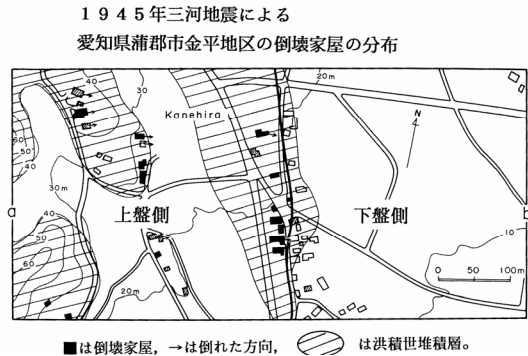 1945年三河地震による
愛知県蒲郡市金平地区の倒壊家屋の分布
40
30
20m
Kanehira
N
60
50
40
30m
a
上盤側
下盤側
b
40
50
60
10
0 50 100m
20m
■は倒壊家屋，→は倒れた方向，は洪積世堆積層。